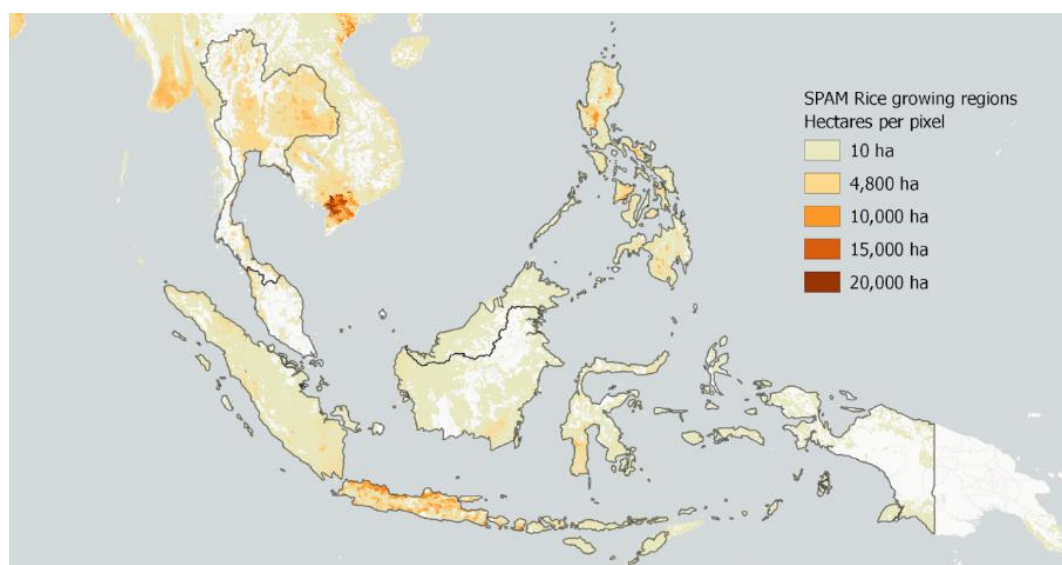 SPAM Rice growing regions
Hectares per pixel
10 ha
4,800 ha
10,000 ha
15,000 ha
20,000 ha